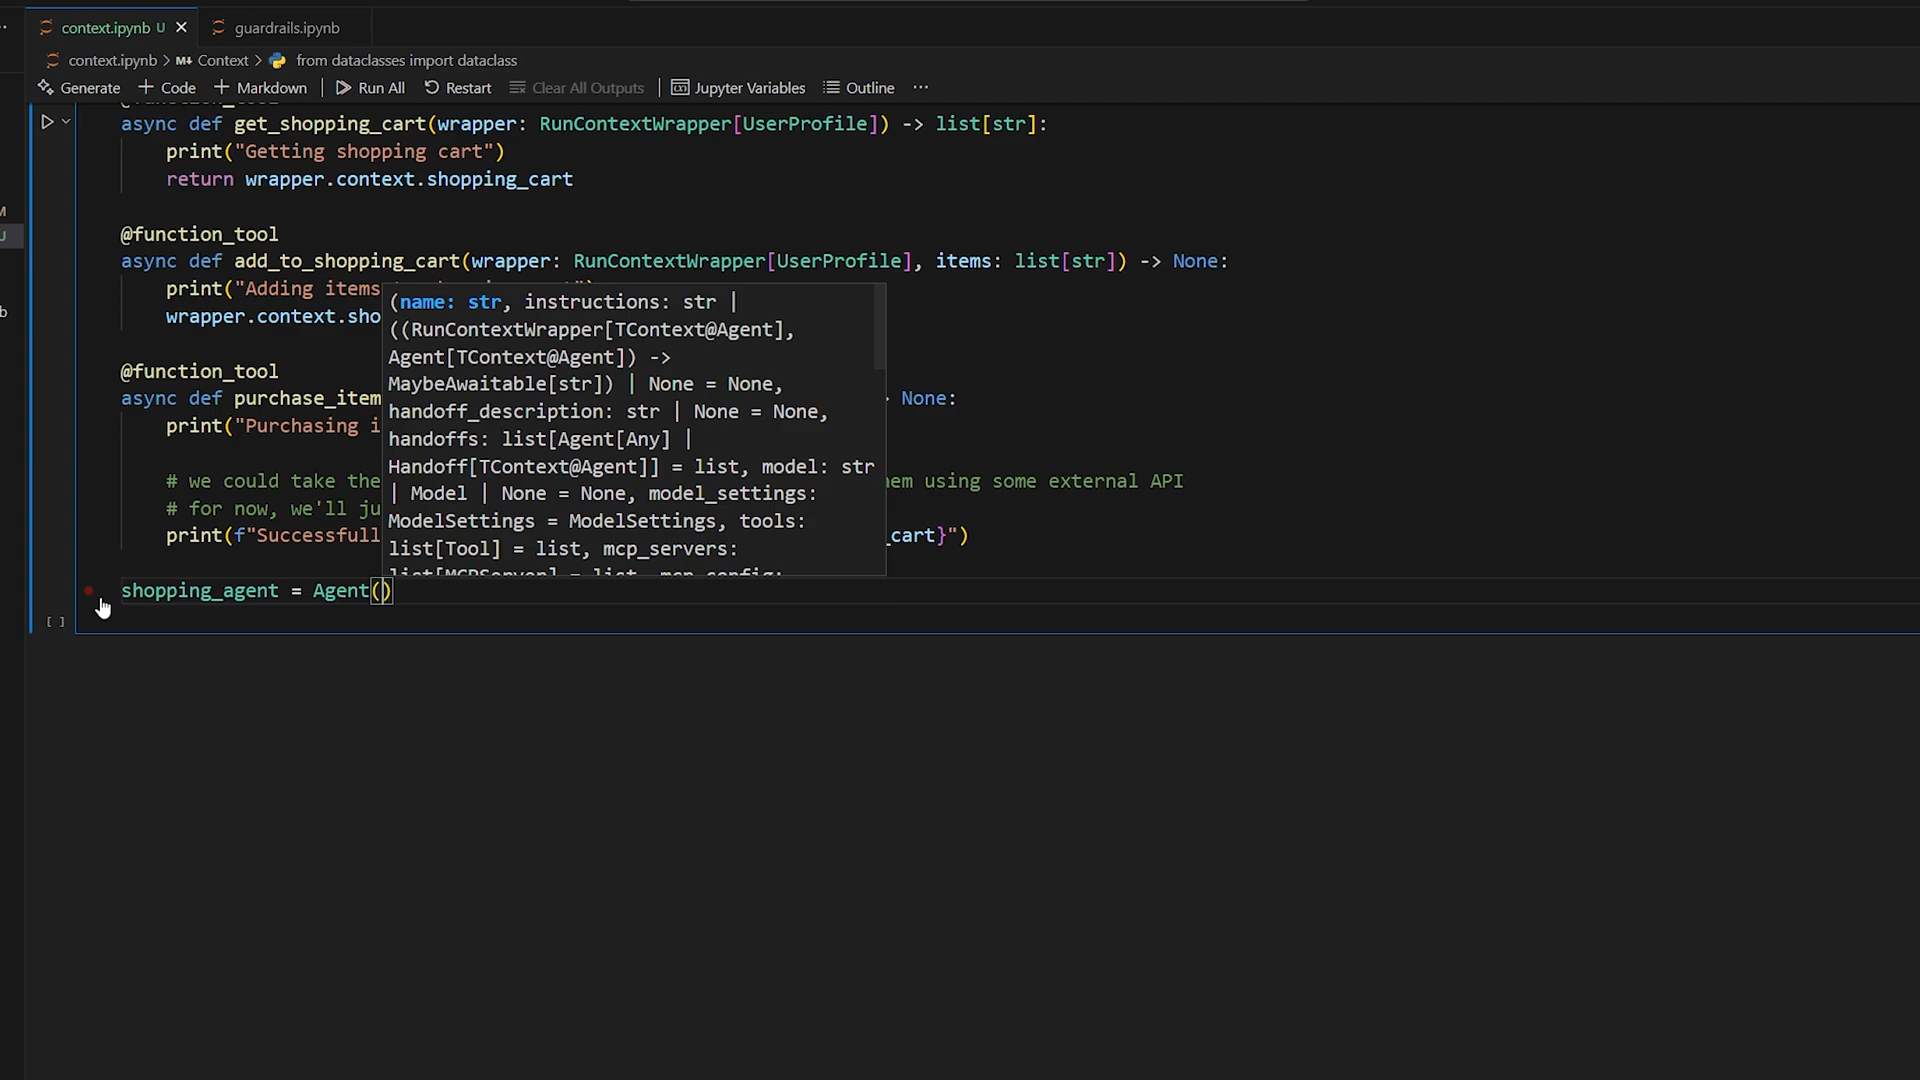 context.ipynb U
guardrails.ipynb
context.ipynb > M↓ Context > from dataclasses import dataclass
Generate + Code + Markdown | Run All Restart Clear All Outputs | Jupyter Variables Outline ...
async def get_shopping_cart(wrapper: RunContextWrapper[UserProfile]) -> list[str]:
print("Getting shopping cart")
return wrapper.context.shopping_cart
@function_tool
async def add_to_shopping_cart(wrapper: RunContextWrapper[UserProfile], items: list[str]) -> None:
print("Adding items
wrapper.context.sho
@function_tool
async def purchase_item
None:
print("Purchasing i
# we could take the
em using some external API
# for now, we'll ju
print(f"Successfull
_cart}")
(name: str, instructions: str |
((RunContextWrapper[TContext@Agent],
Agent[TContext@Agent]) ->
MaybeAwaitable[str]) | None = None,
handoff_description: str | None = None,
handoffs: list[Agent[Any] |
Handoff[TContext@Agent]] = list, model: str
| Model | None = None, model_settings:
ModelSettings = ModelSettings, tools:
list[Tool] = list, mcp_servers:
list[MCPServer] = list, mcp_config:
shopping_agent = Agent()
[ ]